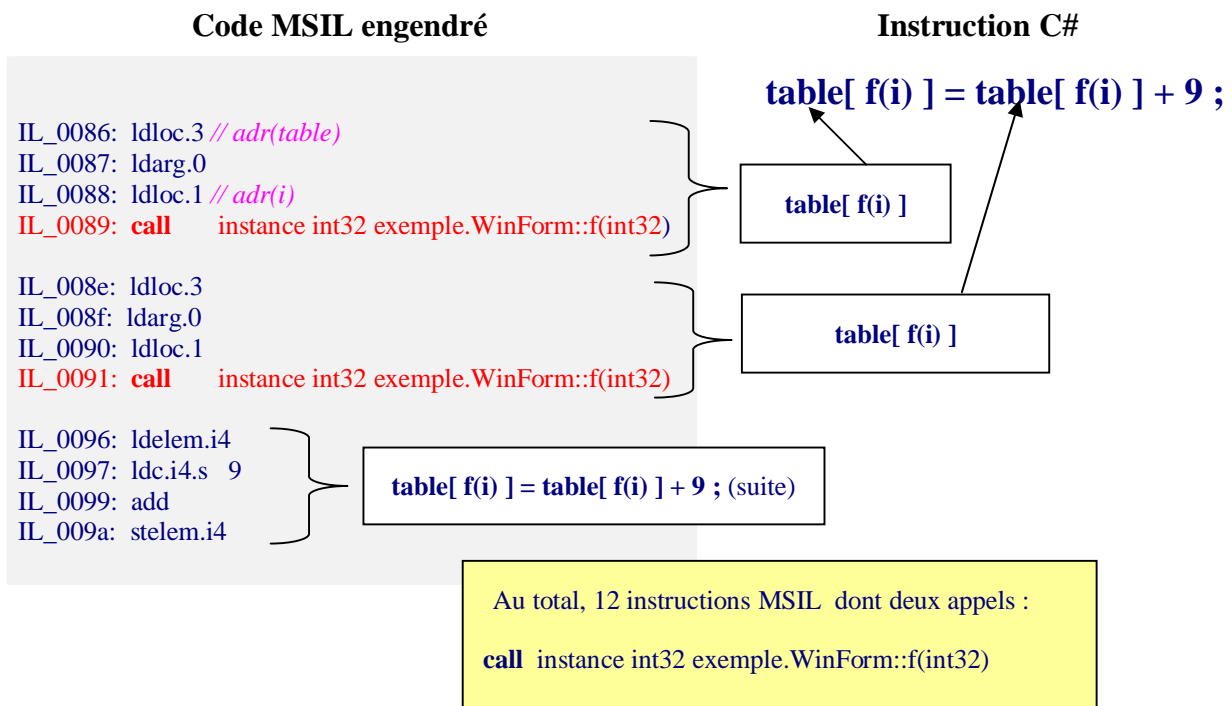 Code MSIL engendré
Instruction C#
table[ f(i) ] = table[ f(i) ] + 9 ;
IL_0086: ldloc.3 // adr(table)
IL_0087: ldarg.0
IL_0088: ldloc.1 // adr(i)
IL_0089: call instance int32 exemple.WinForm::f(int32)
table[ f(i) ]
IL_008e: ldloc.3
IL_008f: ldarg.0
IL_0090: ldloc.1
IL_0091: call instance int32 exemple.WinForm::f(int32)
table[ f(i) ]
IL_0096: ldelem.i4
IL_0097: ldc.i4.s 9
IL_0099: add
IL_009a: stelem.i4
table[ f(i) ] = table[ f(i) ] + 9 ; (suite)
Au total, 12 instructions MSIL dont deux appels :
call instance int32 exemple.WinForm::f(int32)